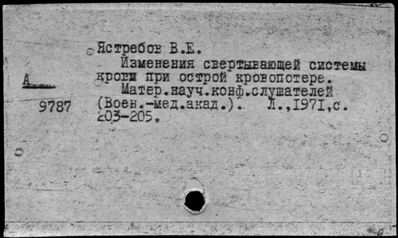 Ястребов В.Е.
Изменения свертывающей системы
крови при острой кровопотере.
А
Матер.науч.конф.слушателей
9787
(Воен.-мед.акад.). Л.,1971,с.
203-205.